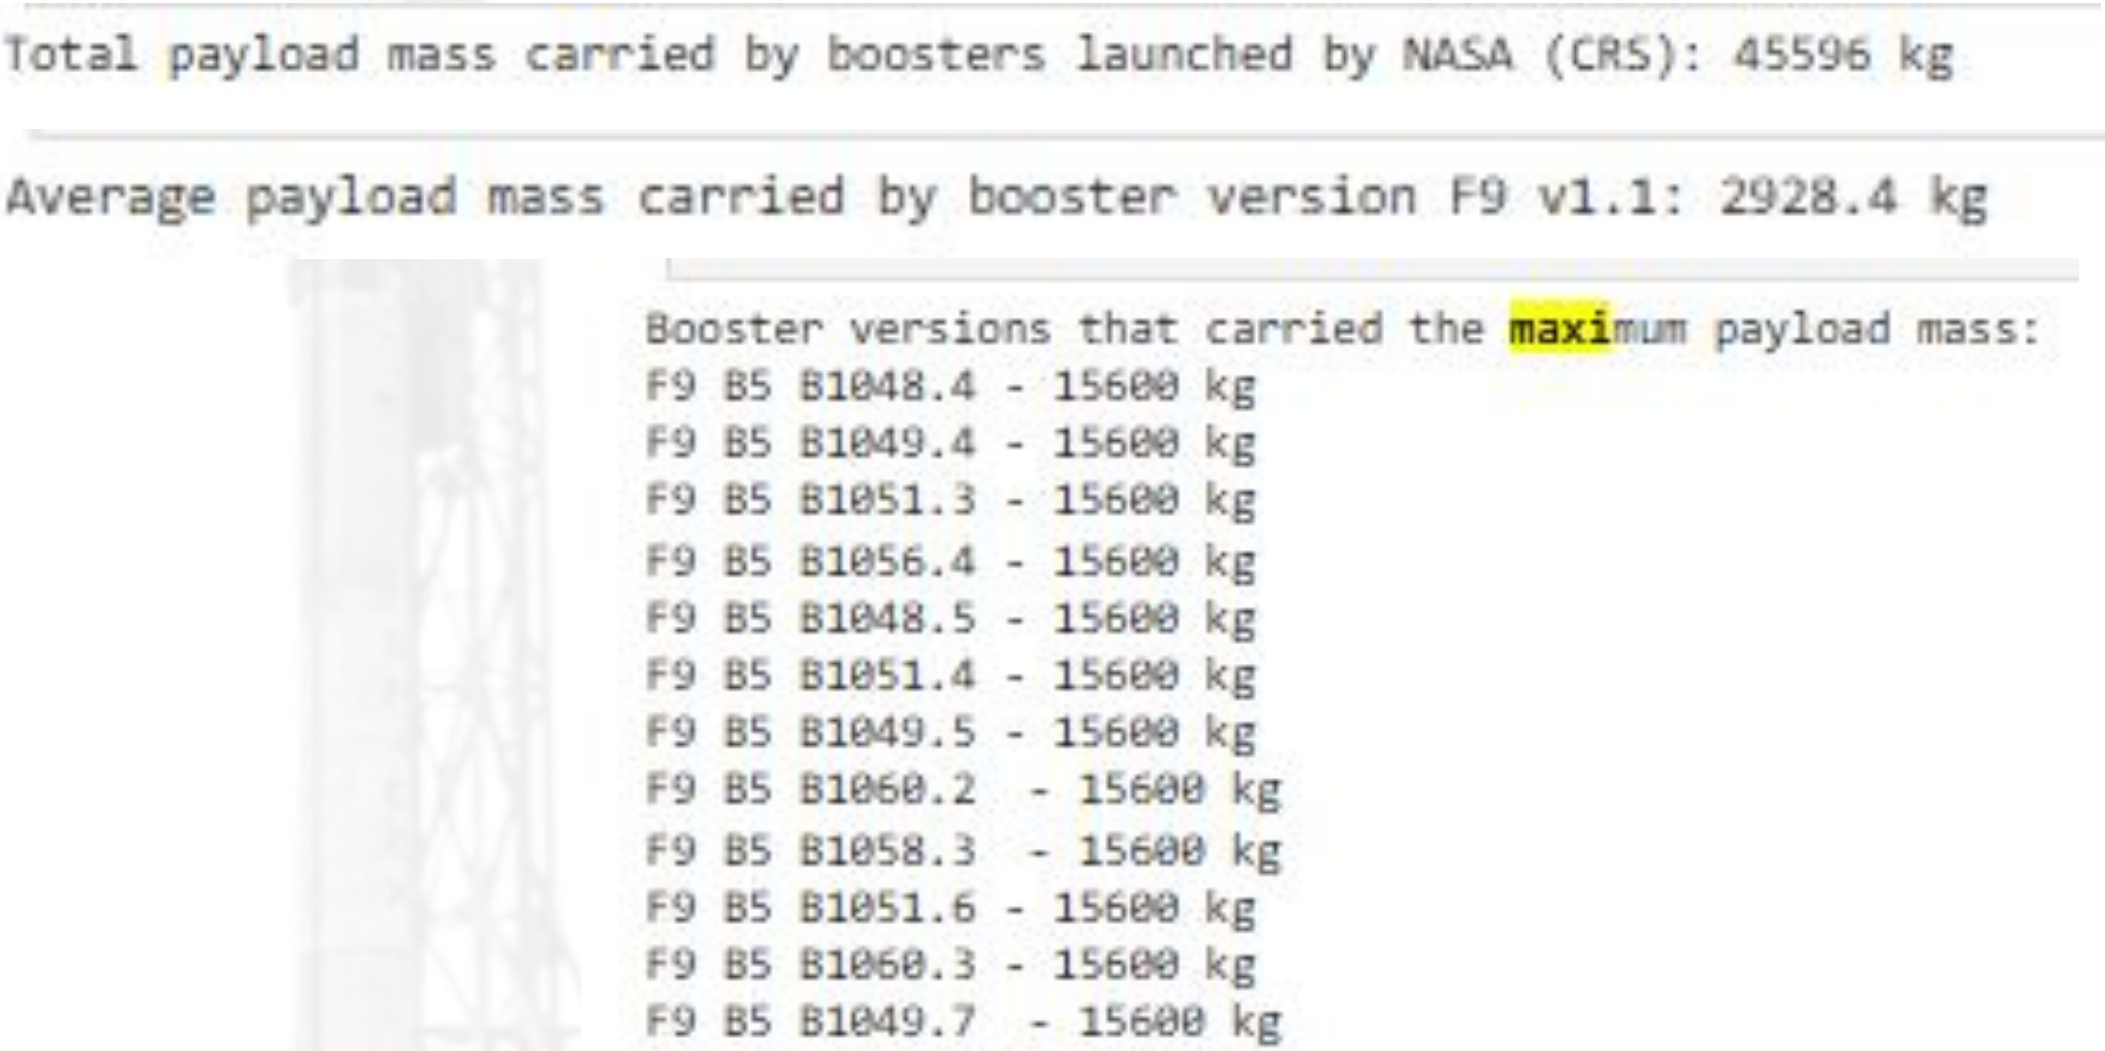 Total payload mass carried by boosters launched by NASA (CRS): 45596 kg
Average payload mass carried by booster version F9 v1.1: 2928.4 kg
Booster versions that carried the maximum payload mass:
F9 B5 B1048.4 - 15600 kg
F9 B5 B1049.4 - 15600 kg
F9 B5 B1051.3 - 15600 kg
F9 B5 B1056.4 - 15600 kg
F9 B5 B1048.5 - 15600 kg
F9 B5 B1051.4 - 15600 kg
F9 B5 B1049.5 - 15600 kg
F9 B5 B1060.2  - 15600 kg
F9 B5 B1058.3  - 15600 kg
F9 B5 B1051.6 - 15600 kg
F9 B5 B1060.3 - 15600 kg
F9 B5 B1049.7  - 15600 kg